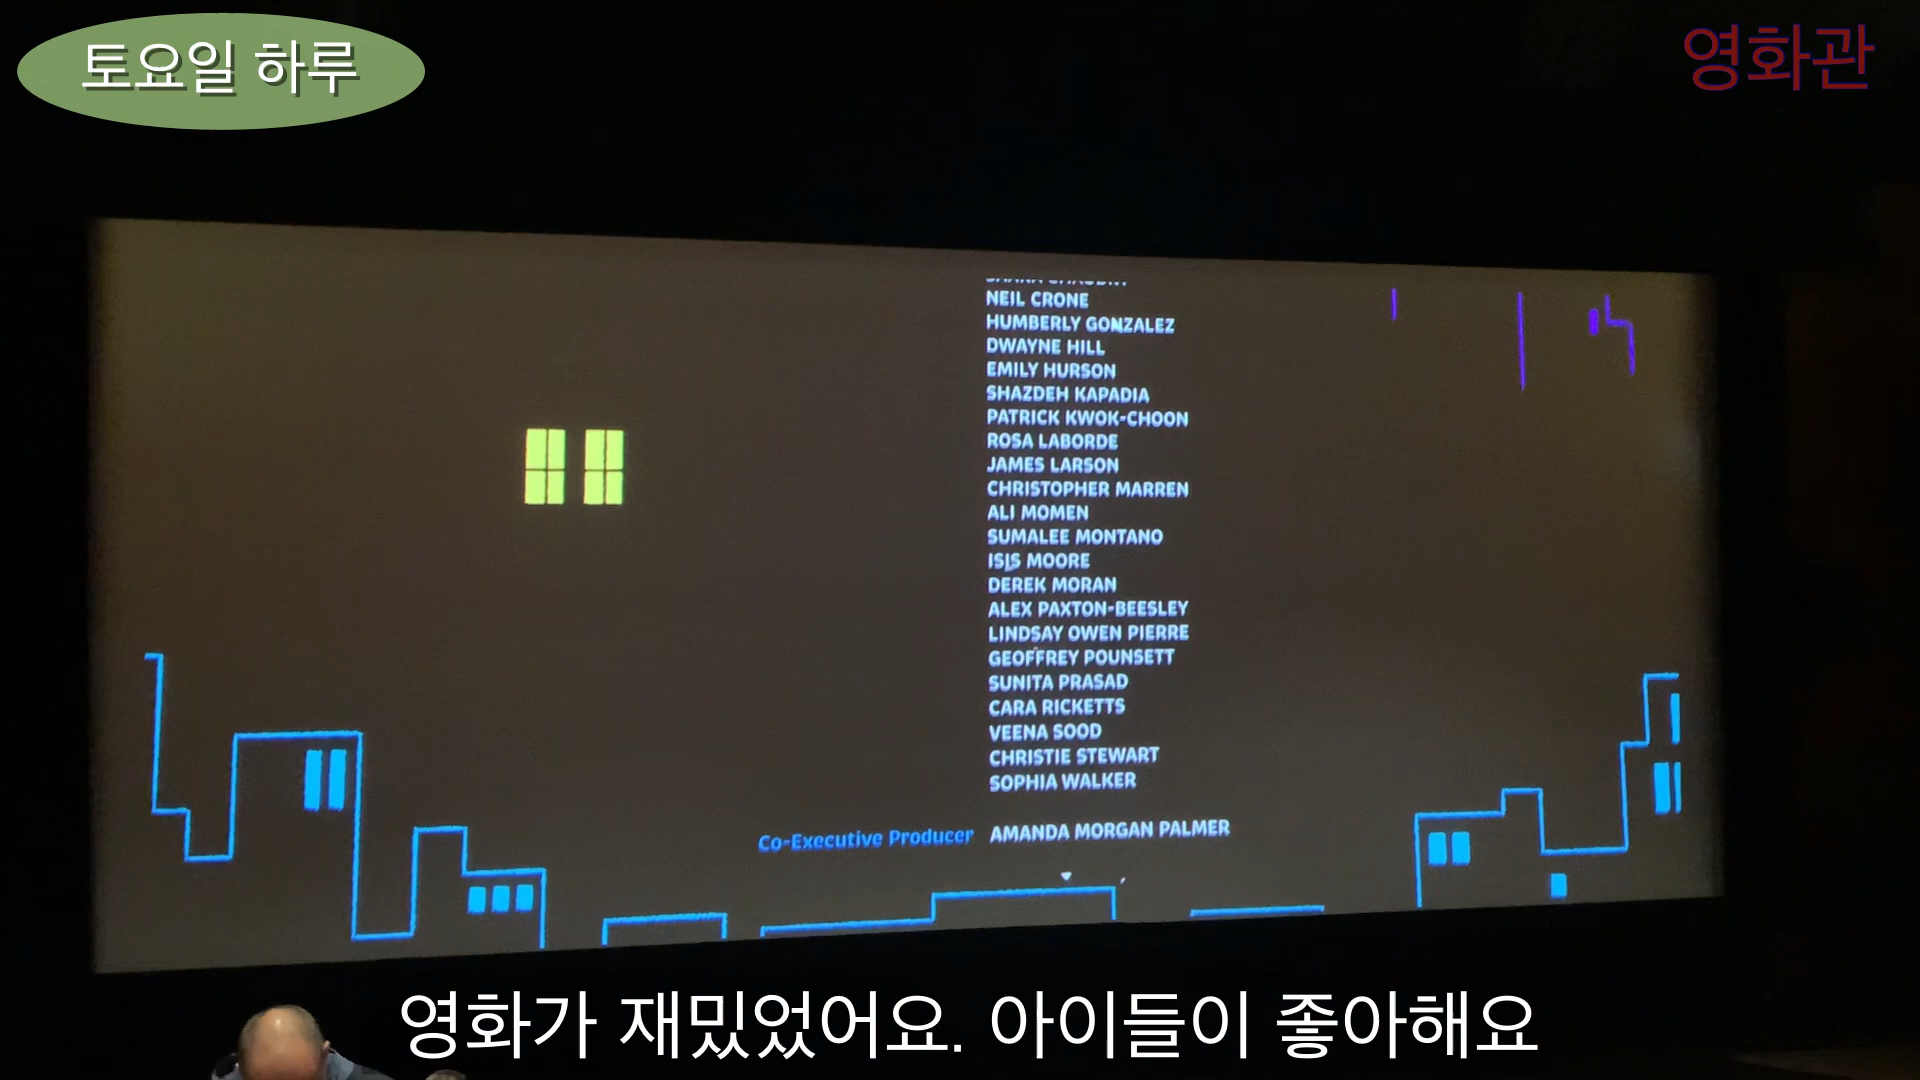 토요일 하루
영화관
NEIL CRONE
HUMBERLY GONZALEZ
DWAYNE HILL
EMILY HURSON
SHAZDEH KAPADIA
PATRICK KWOK-CHOON
ROSA LABORDE
JAMES LARSON
CHRISTOPHER MARREN
ALI MOMEN
SUMALEE MONTANO
ISIS MOORE
DEREK MORAN
ALEX PAXTON-BEESLEY
LINDSAY OWEN PIERRE
GEOFFREY POUNSETT
SUNITA PRASAD
CARA RICKETTS
VEENA SOOD
CHRISTIE STEWART
SOPHIA WALKER
Co-Executive Producer AMANDA MORGAN PALMER
영화가 재밌었어요. 아이들이 좋아해요